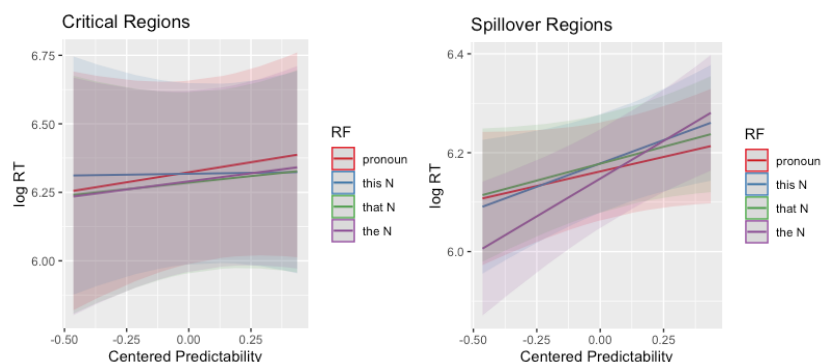 Critical Regions
6.75
6.50
6.25
6.00
log RT
-0.50
-0.25
0.00
0.25
Centered Predictability
RF
pronoun
this N
that N
the N
Spillover Regions
6.4
6.2
6.0
log RT
-0.50
-0.25
0.00
0.25
Centered Predictability
RF
pronoun
this N
that N
the N